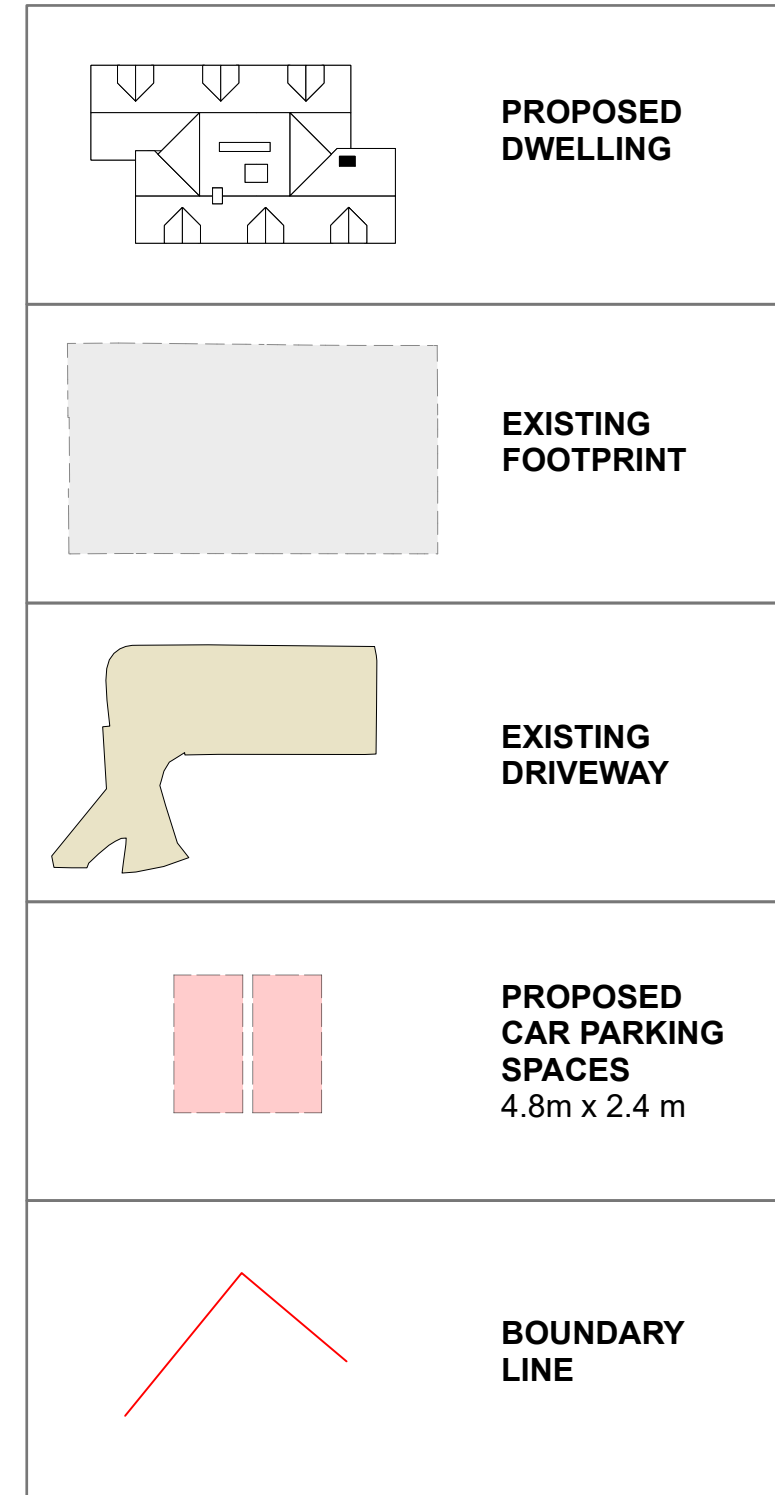 PROPOSED
DWELLING
EXISTING
FOOTPRINT
EXISTING
DRIVEWAY
PROPOSED
CAR PARKING
SPACES
4.8m x 2.4 m
BOUNDARY
LINE